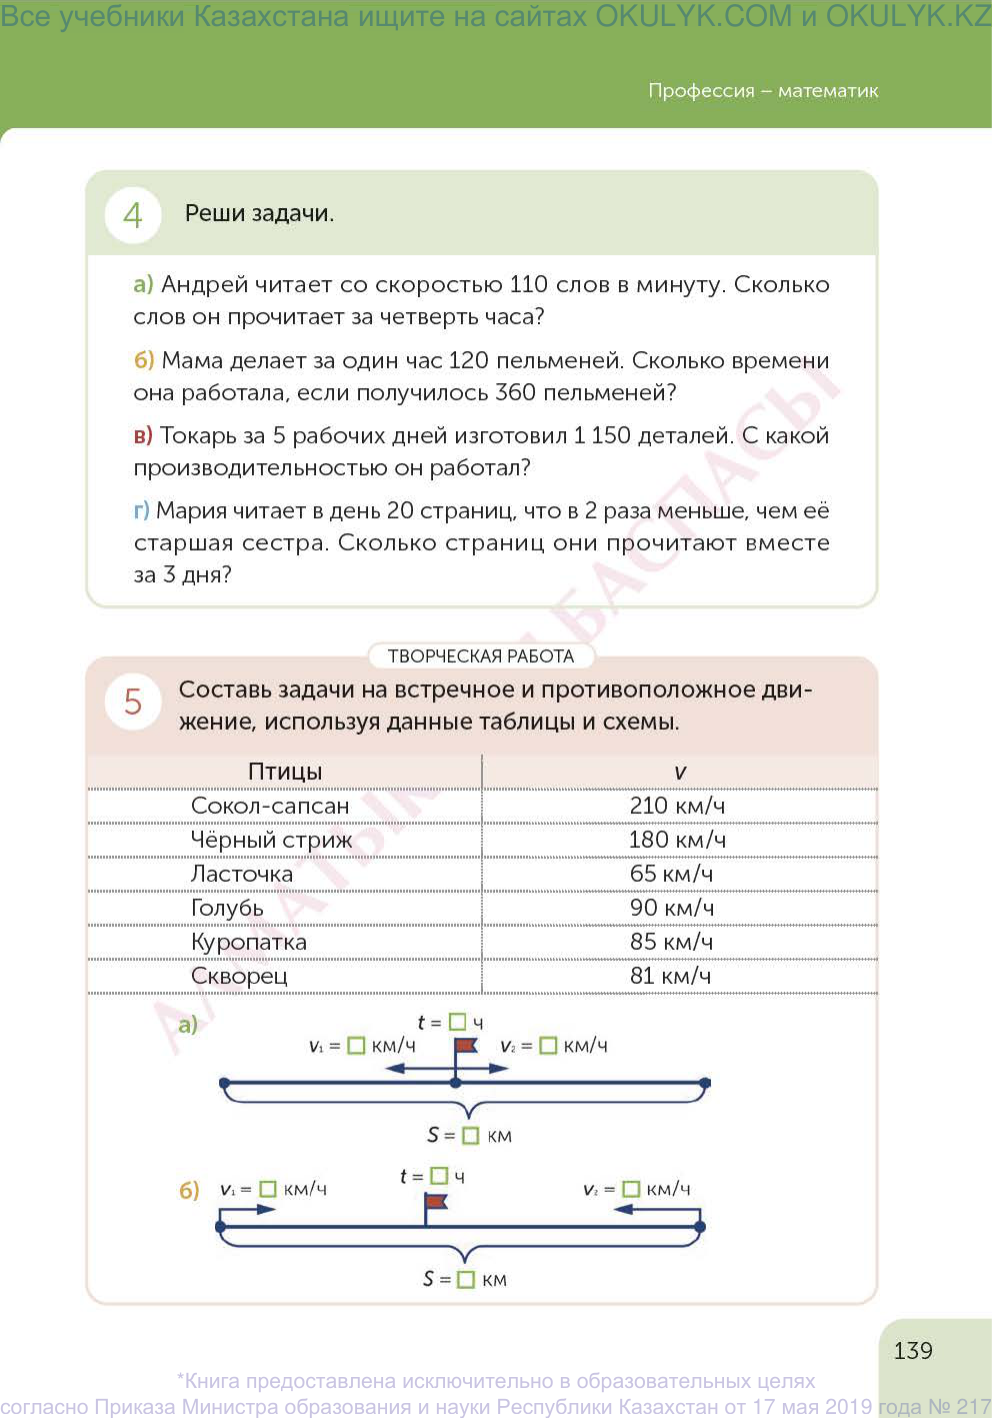 Все учебники Казахстана ищите на сайтах OKULYK.COM и OKULYK.KZ
Профессия – математик
4 Реши задачи.
а) Андрей читает со скоростью 110 слов в минуту. Сколько
слов он прочитает за четверть часа?
б) Мама делает за один час 120 пельменей. Сколько времени
она работала, если получилось 360 пельменей?
в) Токарь за 5 рабочих дней изготовил 1 150 деталей. С какой
производительностью он работал?
г) Мария читает в день 20 страниц, что в 2 раза меньше, чем её
старшая сестра. Сколько страниц они прочитают вместе
за 3 дня?
ТВОРЧЕСКАЯ РАБОТА
5 Составь задачи на встречное и противоположное дви-
жение, используя данные таблицы и схемы.
Птицы v
Сокол-сапсан 210 км/ч
Чёрный стриж 180 км/ч
Ласточка 65 км/ч
Голубь 90 км/ч
Куропатка 85 км/ч
Скворец 81 км/ч
а) t = □ ч
v₁ = □ км/ч v₂ = □ км/ч
S = □ км
б) v₁ = □ км/ч t = □ ч v₂ = □ км/ч
S = □ км
139
*Книга предоставлена исключительно в образовательных целях
согласно Приказа Министра образования и науки Республики Казахстан от 17 мая 2019 года № 217